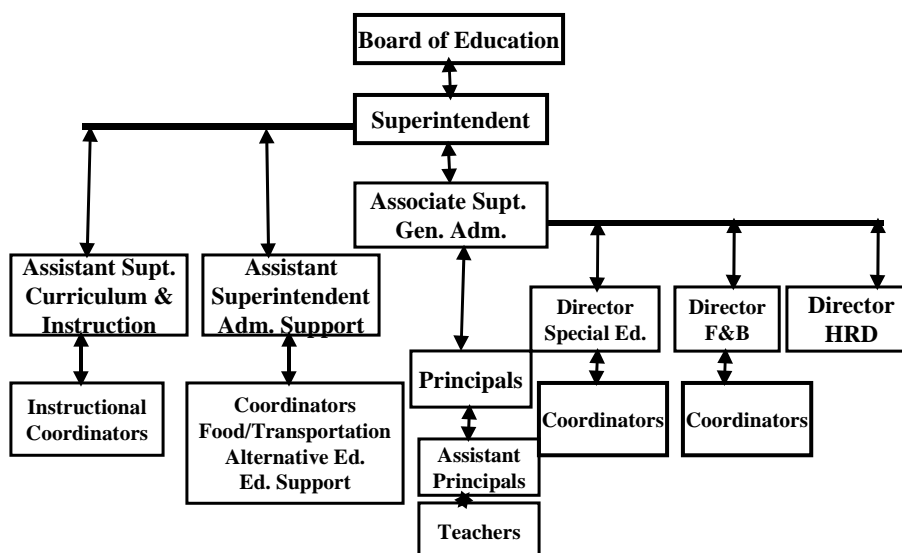 Board of Education
Superintendent
Associate Supt.
Gen. Adm.
Assistant Supt.
Curriculum &
Instruction
Assistant
Superintendent
Adm. Support
Director
Special Ed.
Director
F&B
Director
HRD
Principals
Instructional
Coordinators
Coordinators
Food/Transportation
Alternative Ed.
Ed. Support
Coordinators
Coordinators
Assistant
Principals
Teachers